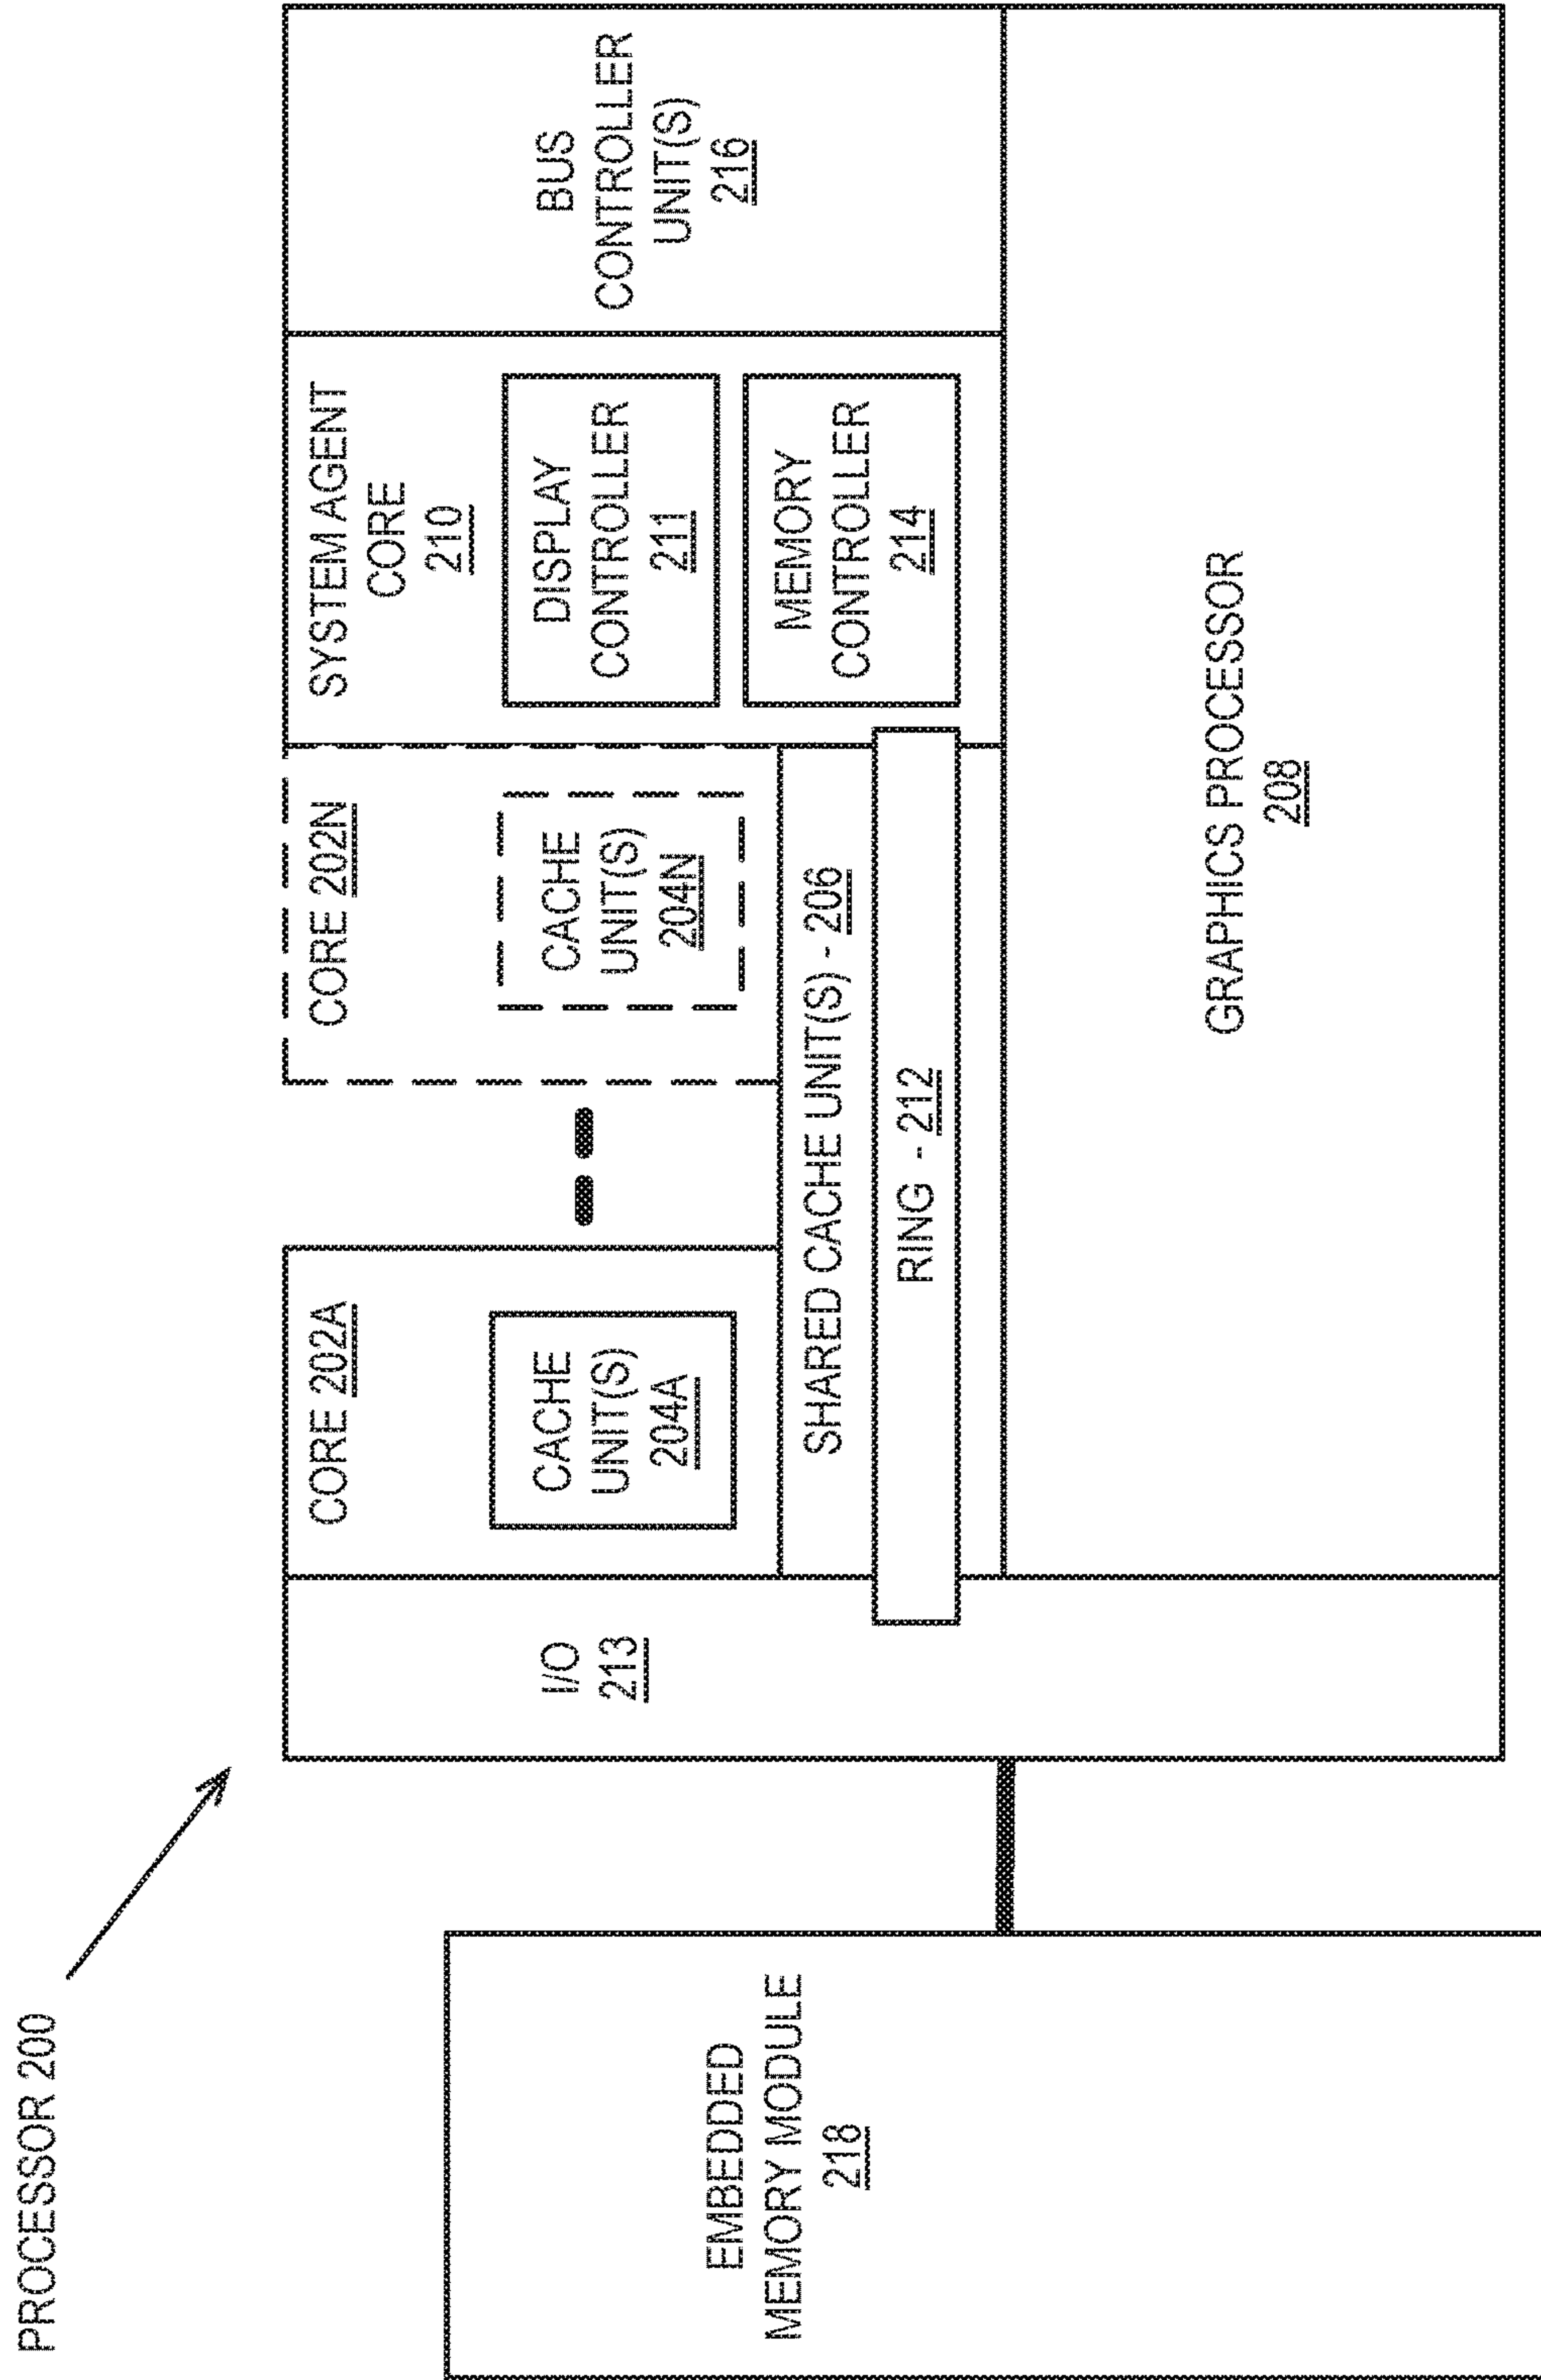 PROCESSOR 200
EMBEDDED
MEMORY MODULE
218
I/O
213
CORE 202A
CACHE
UNIT(S)
204A
CORE 202N
CACHE
UNIT(S)
204N
SHARED CACHE UNIT(S) - 206
RING - 212
SYSTEM AGENT
CORE
210
DISPLAY
CONTROLLER
211
MEMORY
CONTROLLER
214
BUS
CONTROLLER
UNIT(S)
216
GRAPHICS PROCESSOR
208